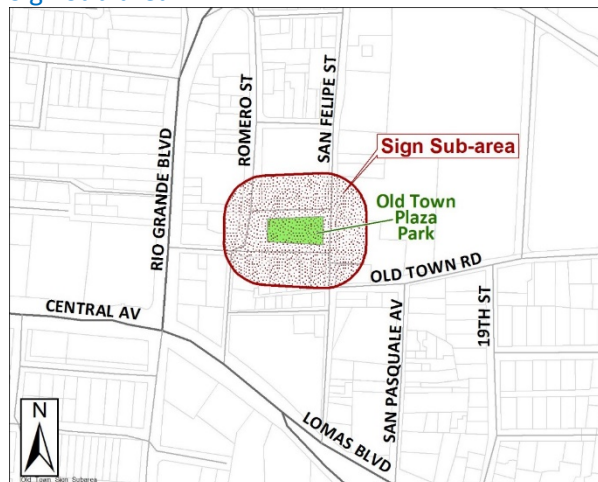 RIO GRANDE BLVD
ROMERO ST
SAN FELIPE ST
Sign Sub-area
Old Town
Plaza
Park
OLD TOWN RD
CENTRAL AV
SAN PASQUALE AV
19TH ST
LOMAS BLVD
N
Old_Town_Sign_Subarea